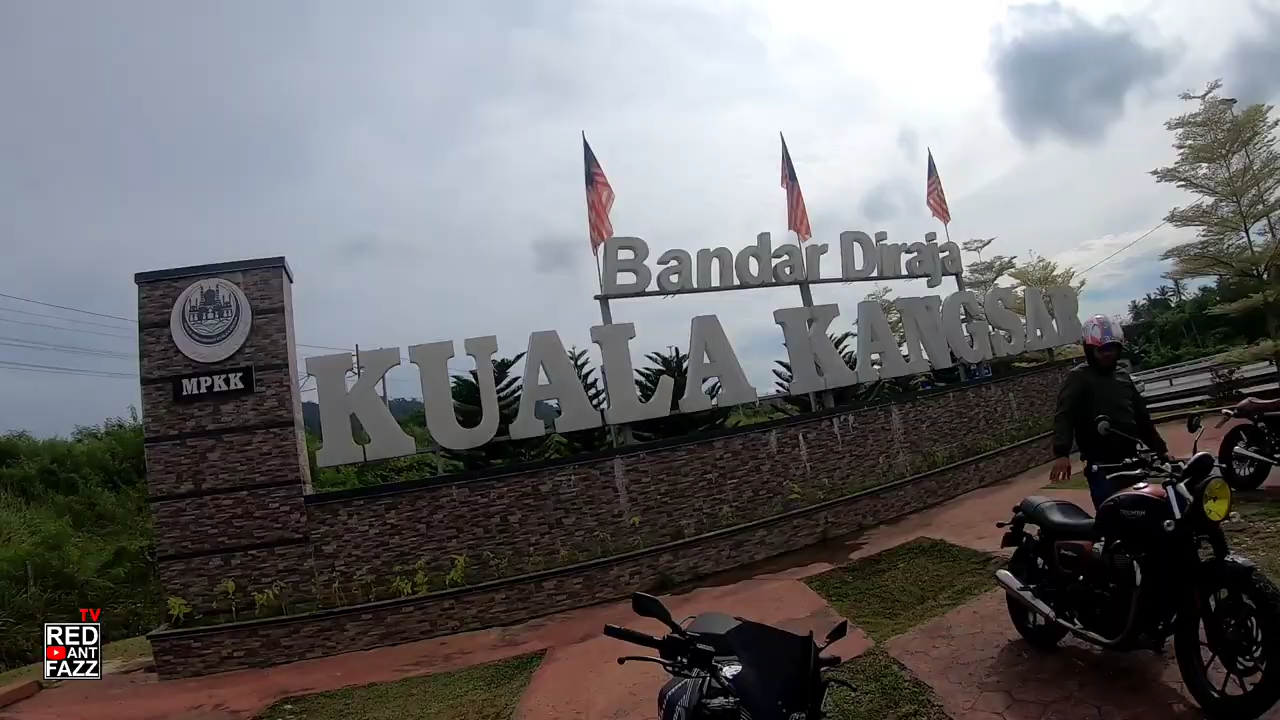 Bandar Diraja
KUALA KANGSAR
MPKK
TRIUMPH
TV
RED
ANT
FAZZ